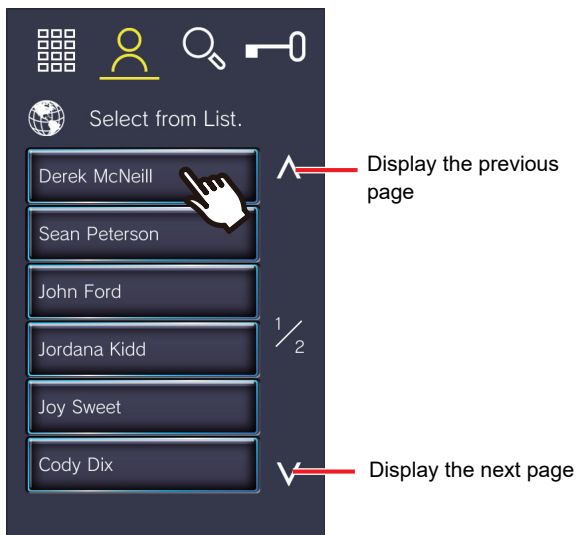 Select from List.
Derek McNeill
Display the previous
page
Sean Peterson
John Ford
1/2
Jordana Kidd
Joy Sweet
Cody Dix
Display the next page